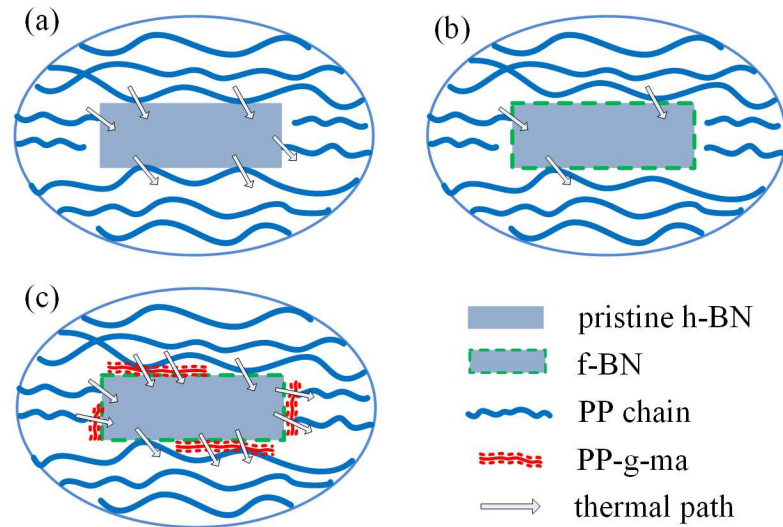 (a)
(b)
(c)
pristine h-BN
f-BN
PP chain
PP-g-ma
thermal path